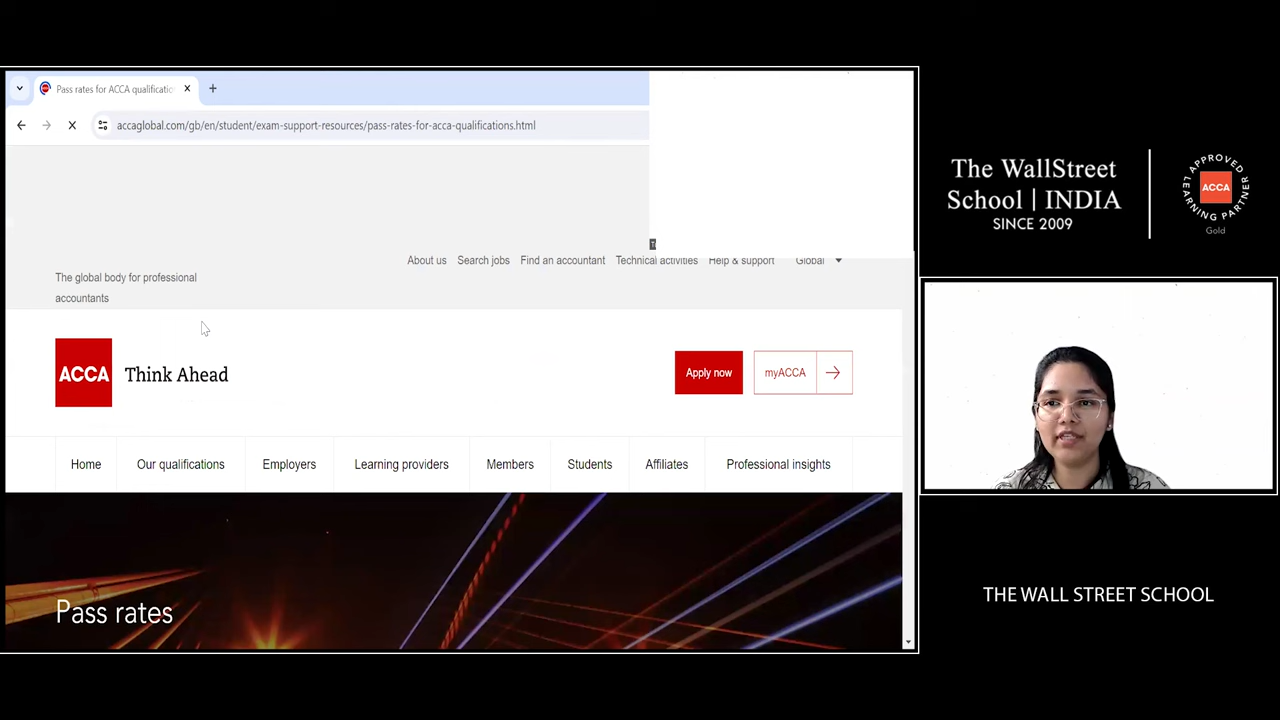 Pass rates for ACCA qualificatio
accaglobal.com/gb/en/student/exam-support-resources/pass-rates-for-acca-qualifications.html
About us Search jobs Find an accountant Technical activities Help & support Global
The global body for professional
accountants
ACCA Think Ahead
Apply now
myACCA
Home Our qualifications Employers Learning providers Members Students Affiliates Professional insights
Pass rates
The WallStreet
School | INDIA
SINCE 2009
APPROVED
ACCA
LEARNING PARTNER
Gold
THE WALL STREET SCHOOL